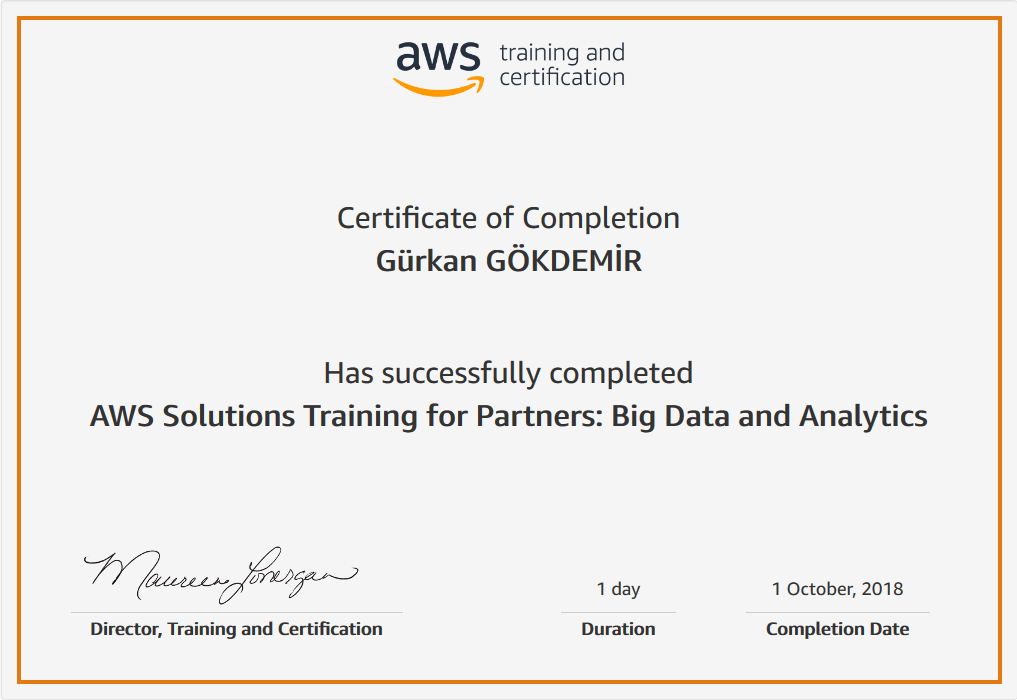 aws training and
certification
Certificate of Completion
Gürkan GÖKDEMİR
Has successfully completed
AWS Solutions Training for Partners: Big Data and Analytics
Maureen Lonergan
1 day
1 October, 2018
Director, Training and Certification
Duration
Completion Date